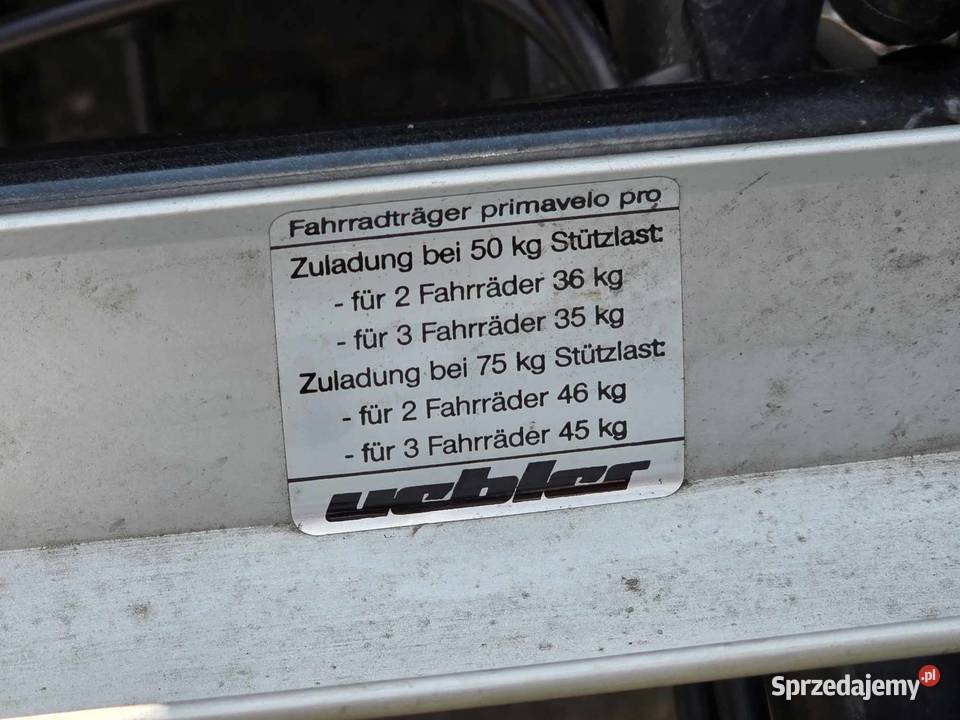 Fahrradträger primavelo pro
Zuladung bei 50 kg Stützlast:
- für 2 Fahrräder 36 kg
- für 3 Fahrräder 35 kg
Zuladung bei 75 kg Stützlast:
- für 2 Fahrräder 46 kg
- für 3 Fahrräder 45 kg
uebler
Sprzedajemy.pl